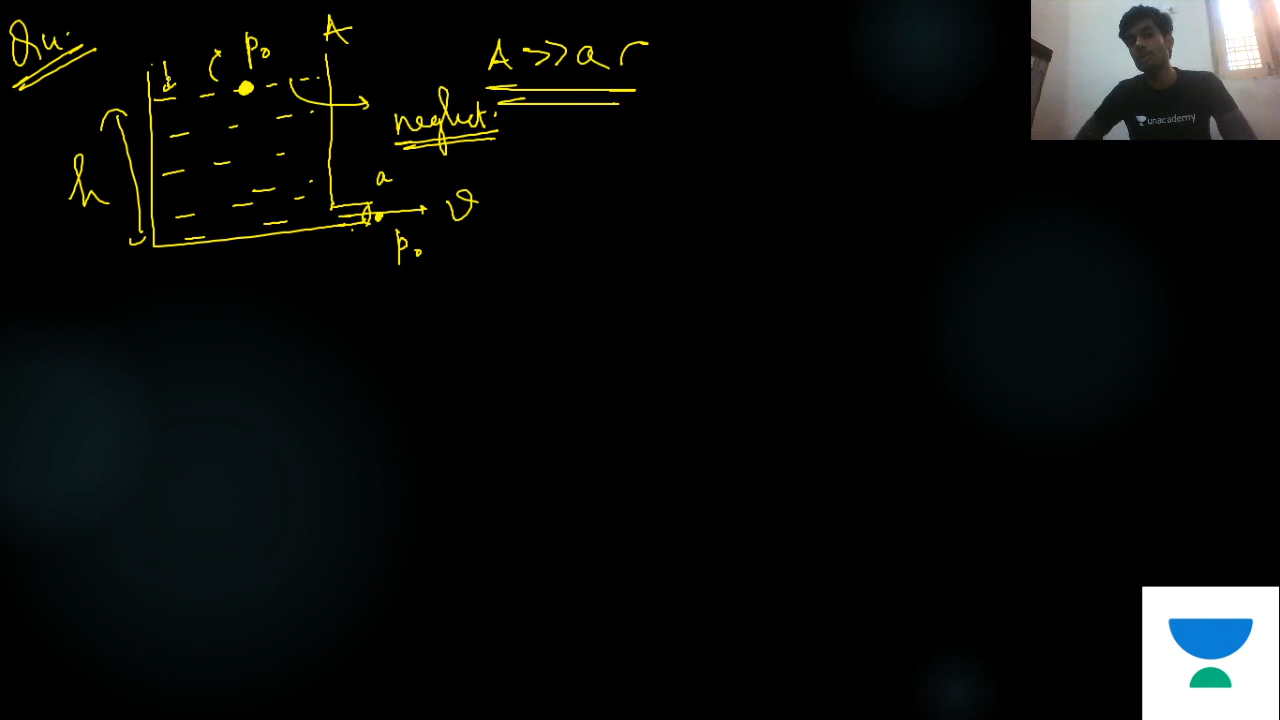 Qu.
A
P₀
A >> a
neglect.
h
a
v
P₀
unacademy